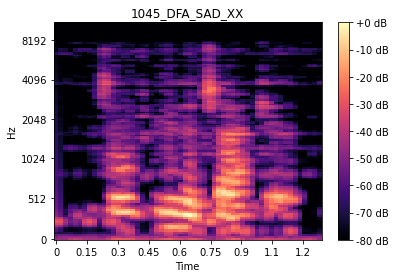 1045_DFA_SAD_XX
8192
4096
2048
1024
512
0
Hz
0
0.15
0.3
0.45
0.6
0.75
0.9
1.1
1.2
Time
+0 dB
-10 dB
-20 dB
-30 dB
-40 dB
-50 dB
-60 dB
-70 dB
-80 dB